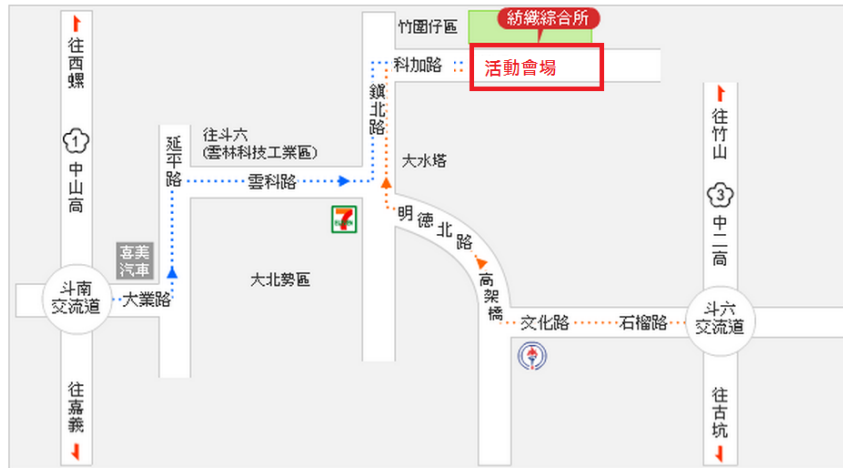 往西螺
1
中山高
斗南
交流道
往嘉義
喜美
汽車
大業路
延平路
往斗六
(雲林科技工業區)
雲科路
7
大北勢區
鎮北路
竹圍仔區
科加路
紡織綜合所
活動會場
大水塔
明德北路
高架橋
文化路
石榴路
往竹山
3
中二高
斗六
交流道
往古坑